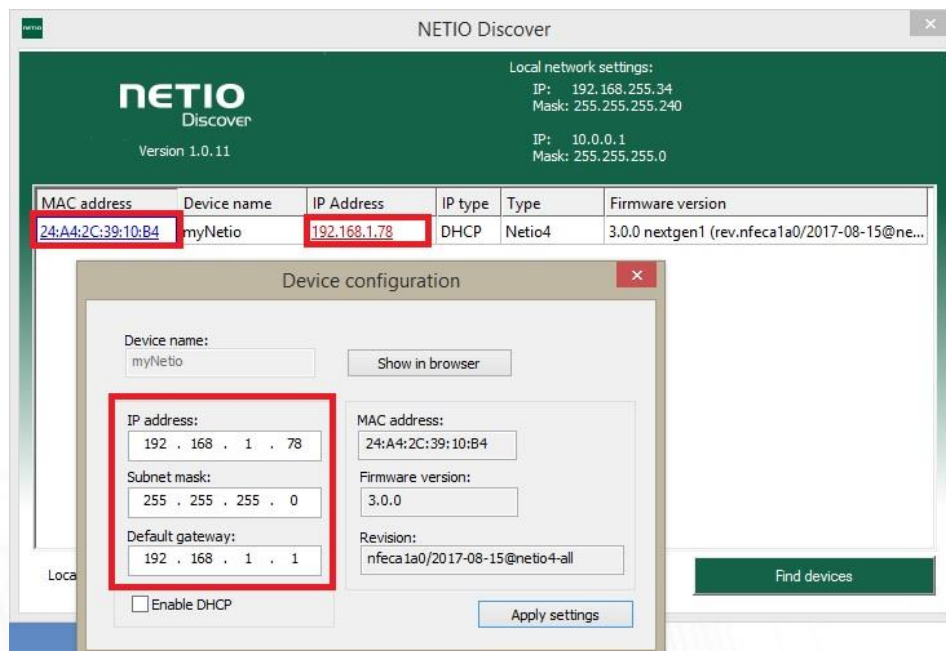 netio
NETIO Discover
NETIO
Discover
Version 1.0.11
Local network settings:
IP: 192.168.255.34
Mask: 255.255.255.240
IP: 10.0.0.1
Mask: 255.255.255.0
MAC address Device name IP Address IP type Type Firmware version
24:A4:2C:39:10:B4 myNetio 192.168.1.78 DHCP Netio4 3.0.0 nextgen1 (rev.nfeca1a0/2017-08-15@ne...
Device configuration
Device name:
myNetio
Show in browser
IP address:
192 . 168 . 1 . 78
Subnet mask:
255 . 255 . 255 . 0
Default gateway:
192 . 168 . 1 . 1
Enable DHCP
MAC address:
24:A4:2C:39:10:B4
Firmware version:
3.0.0
Revision:
nfeca1a0/2017-08-15@netio4-all
Apply settings
Loca
Find devices